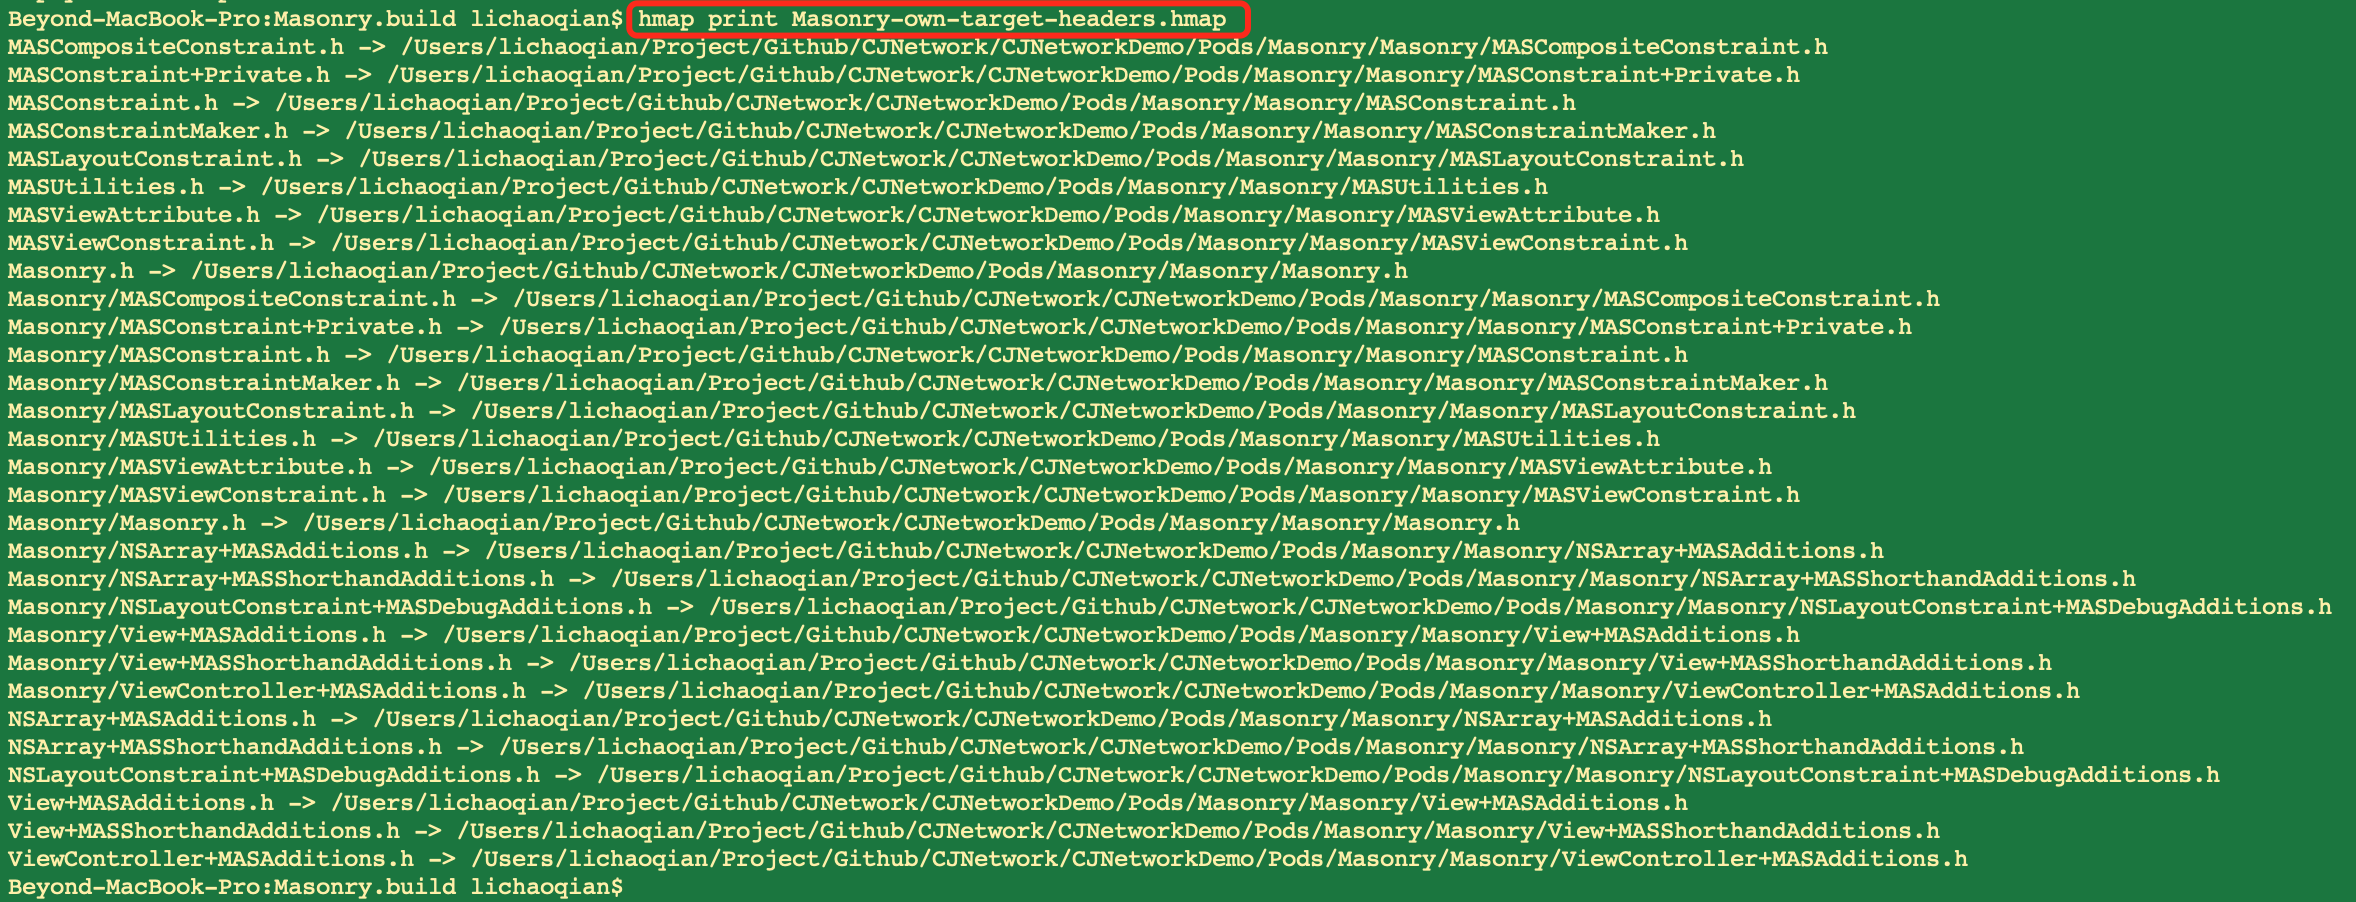 Beyond-MacBook-Pro:Masonry.build lichaoqian$ hmap print Masonry-own-target-headers.hmap
MASCompositeConstraint.h -> /Users/lichaoqian/Project/Github/CJNetwork/CJNetworkDemo/Pods/Masonry/Masonry/MASCompositeConstraint.h
MASConstraint+Private.h -> /Users/lichaoqian/Project/Github/CJNetwork/CJNetworkDemo/Pods/Masonry/Masonry/MASConstraint+Private.h
MASConstraint.h -> /Users/lichaoqian/Project/Github/CJNetwork/CJNetworkDemo/Pods/Masonry/Masonry/MASConstraint.h
MASConstraintMaker.h -> /Users/lichaoqian/Project/Github/CJNetwork/CJNetworkDemo/Pods/Masonry/Masonry/MASConstraintMaker.h
MASLayoutConstraint.h -> /Users/lichaoqian/Project/Github/CJNetwork/CJNetworkDemo/Pods/Masonry/Masonry/MASLayoutConstraint.h
MASUtilities.h -> /Users/lichaoqian/Project/Github/CJNetwork/CJNetworkDemo/Pods/Masonry/Masonry/MASUtilities.h
MASViewAttribute.h -> /Users/lichaoqian/Project/Github/CJNetwork/CJNetworkDemo/Pods/Masonry/Masonry/MASViewAttribute.h
MASViewConstraint.h -> /Users/lichaoqian/Project/Github/CJNetwork/CJNetworkDemo/Pods/Masonry/Masonry/MASViewConstraint.h
Masonry.h -> /Users/lichaoqian/Project/Github/CJNetwork/CJNetworkDemo/Pods/Masonry/Masonry/Masonry.h
Masonry/MASCompositeConstraint.h -> /Users/lichaoqian/Project/Github/CJNetwork/CJNetworkDemo/Pods/Masonry/Masonry/MASCompositeConstraint.h
Masonry/MASConstraint+Private.h -> /Users/lichaoqian/Project/Github/CJNetwork/CJNetworkDemo/Pods/Masonry/Masonry/MASConstraint+Private.h
Masonry/MASConstraint.h -> /Users/lichaoqian/Project/Github/CJNetwork/CJNetworkDemo/Pods/Masonry/Masonry/MASConstraint.h
Masonry/MASConstraintMaker.h -> /Users/lichaoqian/Project/Github/CJNetwork/CJNetworkDemo/Pods/Masonry/Masonry/MASConstraintMaker.h
Masonry/MASLayoutConstraint.h -> /Users/lichaoqian/Project/Github/CJNetwork/CJNetworkDemo/Pods/Masonry/Masonry/MASLayoutConstraint.h
Masonry/MASUtilities.h -> /Users/lichaoqian/Project/Github/CJNetwork/CJNetworkDemo/Pods/Masonry/Masonry/MASUtilities.h
Masonry/MASViewAttribute.h -> /Users/lichaoqian/Project/Github/CJNetwork/CJNetworkDemo/Pods/Masonry/Masonry/MASViewAttribute.h
Masonry/MASViewConstraint.h -> /Users/lichaoqian/Project/Github/CJNetwork/CJNetworkDemo/Pods/Masonry/Masonry/MASViewConstraint.h
Masonry/Masonry.h -> /Users/lichaoqian/Project/Github/CJNetwork/CJNetworkDemo/Pods/Masonry/Masonry/Masonry.h
Masonry/NSArray+MASAdditions.h -> /Users/lichaoqian/Project/Github/CJNetwork/CJNetworkDemo/Pods/Masonry/Masonry/NSArray+MASAdditions.h
Masonry/NSArray+MASShorthandAdditions.h -> /Users/lichaoqian/Project/Github/CJNetwork/CJNetworkDemo/Pods/Masonry/Masonry/NSArray+MASShorthandAdditions.h
Masonry/NSLayoutConstraint+MASDebugAdditions.h -> /Users/lichaoqian/Project/Github/CJNetwork/CJNetworkDemo/Pods/Masonry/Masonry/NSLayoutConstraint+MASDebugAdditions.h
Masonry/View+MASAdditions.h -> /Users/lichaoqian/Project/Github/CJNetwork/CJNetworkDemo/Pods/Masonry/Masonry/View+MASAdditions.h
Masonry/View+MASShorthandAdditions.h -> /Users/lichaoqian/Project/Github/CJNetwork/CJNetworkDemo/Pods/Masonry/Masonry/View+MASShorthandAdditions.h
Masonry/ViewController+MASAdditions.h -> /Users/lichaoqian/Project/Github/CJNetwork/CJNetworkDemo/Pods/Masonry/Masonry/ViewController+MASAdditions.h
NSArray+MASAdditions.h -> /Users/lichaoqian/Project/Github/CJNetwork/CJNetworkDemo/Pods/Masonry/Masonry/NSArray+MASAdditions.h
NSArray+MASShorthandAdditions.h -> /Users/lichaoqian/Project/Github/CJNetwork/CJNetworkDemo/Pods/Masonry/Masonry/NSArray+MASShorthandAdditions.h
NSLayoutConstraint+MASDebugAdditions.h -> /Users/lichaoqian/Project/Github/CJNetwork/CJNetworkDemo/Pods/Masonry/Masonry/NSLayoutConstraint+MASDebugAdditions.h
View+MASAdditions.h -> /Users/lichaoqian/Project/Github/CJNetwork/CJNetworkDemo/Pods/Masonry/Masonry/View+MASAdditions.h
View+MASShorthandAdditions.h -> /Users/lichaoqian/Project/Github/CJNetwork/CJNetworkDemo/Pods/Masonry/Masonry/View+MASShorthandAdditions.h
ViewController+MASAdditions.h -> /Users/lichaoqian/Project/Github/CJNetwork/CJNetworkDemo/Pods/Masonry/Masonry/ViewController+MASAdditions.h
Beyond-MacBook-Pro:Masonry.build lichaoqian$